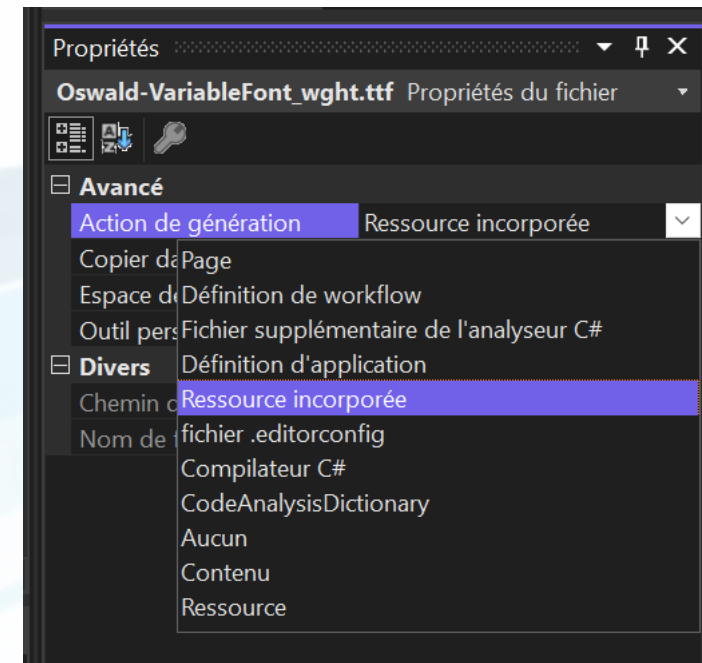 Propriétés
Oswald-VariableFont_wght.ttf Propriétés du fichier
Avancé
Action de génération Ressource incorporée
Copier da
Page
Espace d
Définition de workflow
Outil pers
Fichier supplémentaire de l'analyseur C#
Définition d'application
Divers
Ressource incorporée
Chemin d
fichier .editorconfig
Nom de f
Compilateur C#
CodeAnalysisDictionary
Aucun
Contenu
Ressource